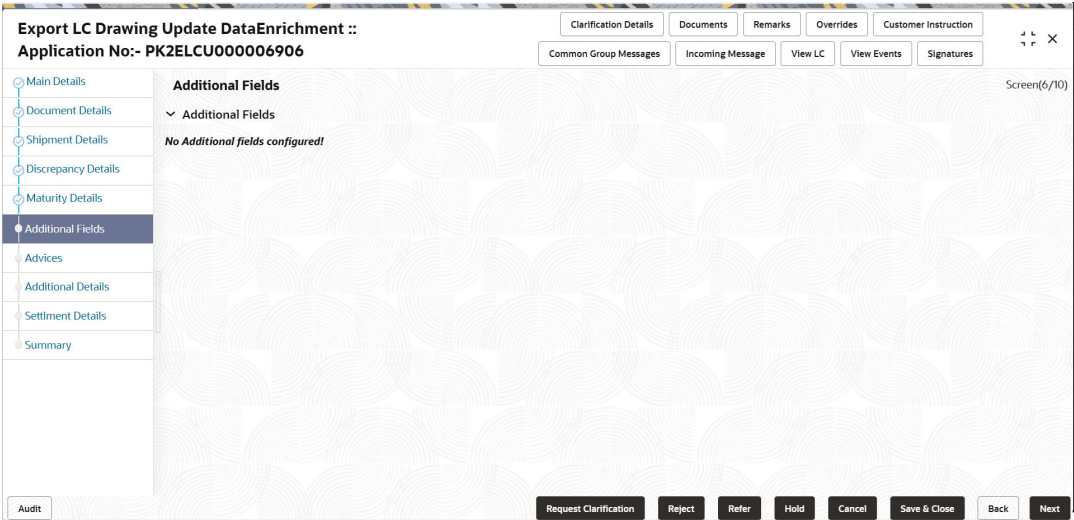 Export LC Drawing Update DataEnrichment ::
Application No:- PK2ELCU000006906
Clarification Details
Documents
Remarks
Overrides
Customer Instruction
Common Group Messages
Incoming Message
View LC
View Events
Signatures
Main Details
Document Details
Shipment Details
Discrepancy Details
Maturity Details
Additional Fields
Advices
Additional Details
Settlment Details
Summary
Additional Fields
Screen(6/10)
Additional Fields
No Additional fields configured!
Audit
Request Clarification
Reject
Refer
Hold
Cancel
Save & Close
Back
Next